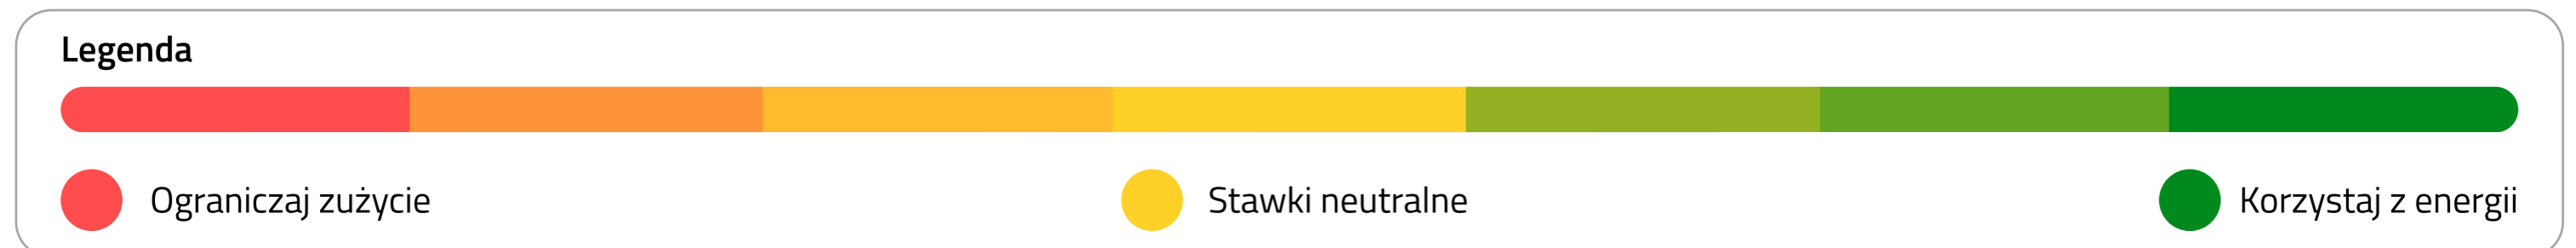 Legenda
Ograniczaj zużycie
Stawki neutralne
Korzystaj z energii